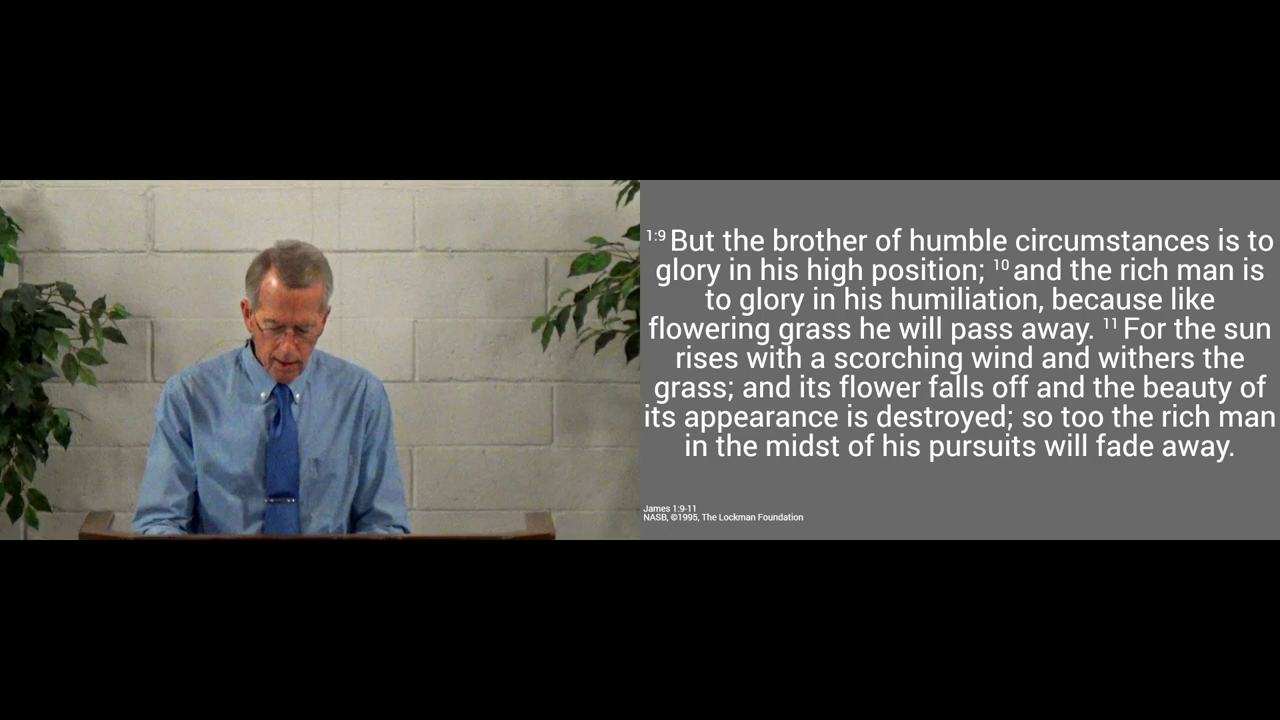 1:9 But the brother of humble circumstances is to
glory in his high position; 10 and the rich man is
to glory in his humiliation, because like
flowering grass he will pass away. 11 For the sun
rises with a scorching wind and withers the
grass; and its flower falls off and the beauty of
its appearance is destroyed; so too the rich man
in the midst of his pursuits will fade away.
James 1:9-11
NASB, ©1995, The Lockman Foundation